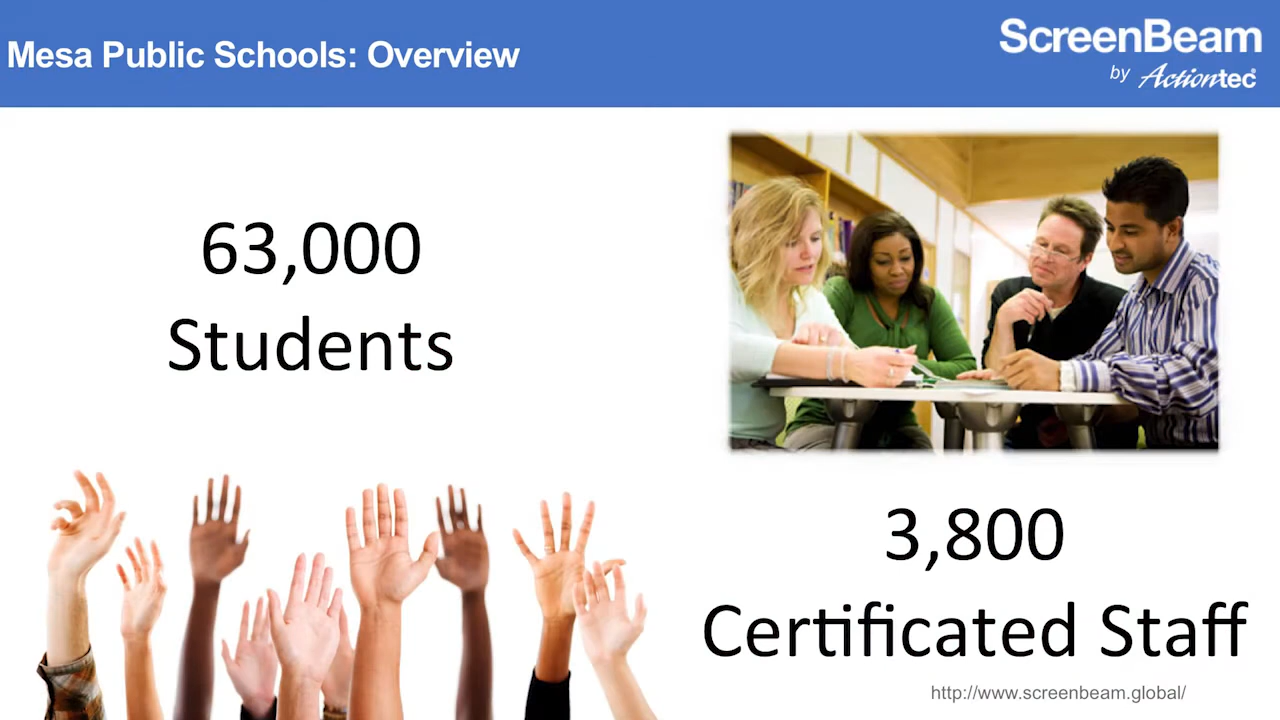 Mesa Public Schools: Overview
ScreenBeam
by Actiontec
63,000
Students
3,800
Certificated Staff
http://www.screenbeam.global/